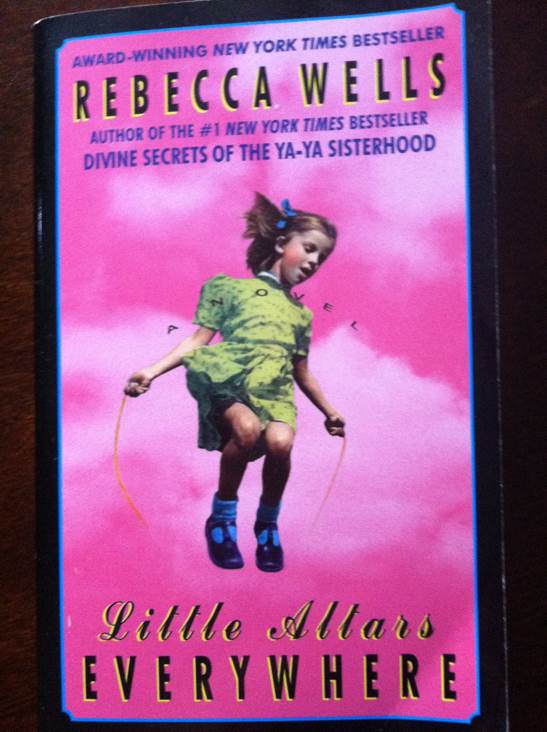 AWARD-WINNING NEW YORK TIMES BESTSELLER
REBECCA WELLS
AUTHOR OF THE #1 NEW YORK TIMES BESTSELLER
DIVINE SECRETS OF THE YA-YA SISTERHOOD
A NOVEL
Little Altars
EVERYWHERE